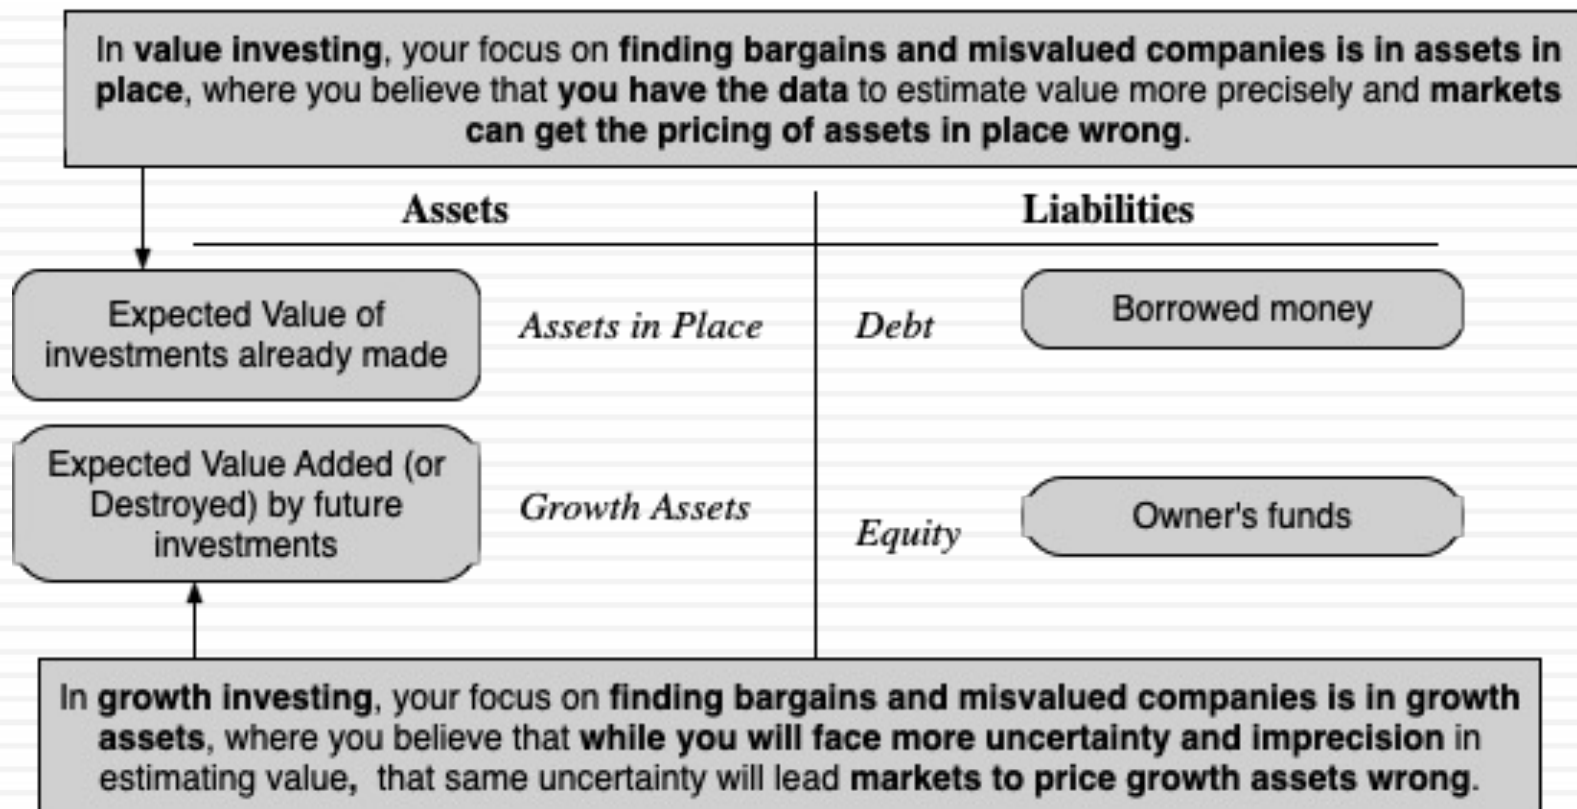 In value investing, your focus on finding bargains and misvalued companies is in assets in
place, where you believe that you have the data to estimate value more precisely and markets
can get the pricing of assets in place wrong.
Assets
Liabilities
Expected Value of
investments already made
Assets in Place
Debt
Borrowed money
Expected Value Added (or
Destroyed) by future
investments
Growth Assets
Equity
Owner's funds
In growth investing, your focus on finding bargains and misvalued companies is in growth
assets, where you believe that while you will face more uncertainty and imprecision in
estimating value, that same uncertainty will lead markets to price growth assets wrong.